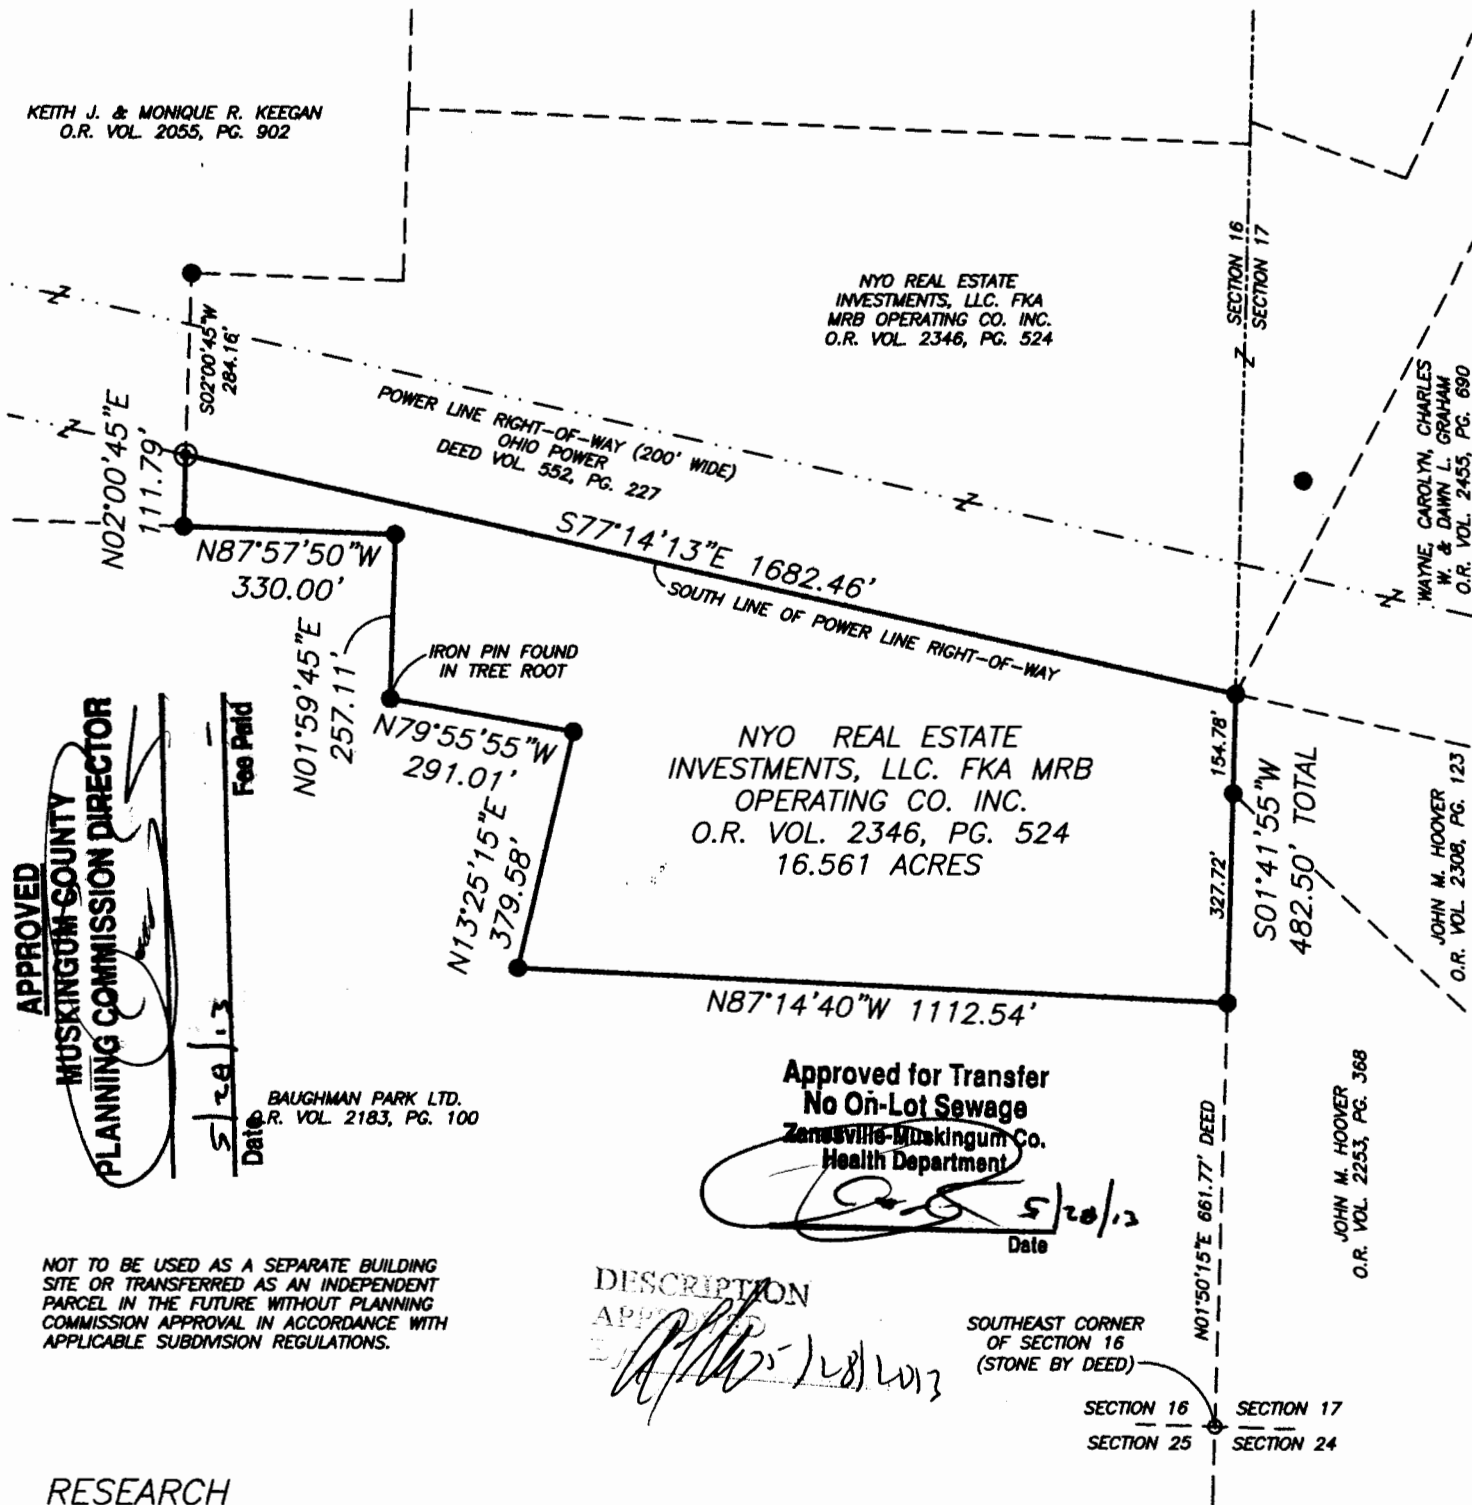 KEITH J. & MONIQUE R. KEEGAN
O.R. VOL. 2055, PG. 902
NYO REAL ESTATE
INVESTMENTS, LLC. FKA
MRB OPERATING CO. INC.
O.R. VOL. 2346, PG. 524
SECTION 16
SECTION 17
WAYNE, CAROLYN, CHARLES
W. & DAWN L. GRAHAM
O.R. VOL. 2455, PG. 690
S02°00'45"W
284.16'
N02°00'45"E
111.79'
POWER LINE RIGHT-OF-WAY (200' WIDE)
OHIO POWER
DEED VOL. 552, PG. 227
S77°14'13"E 1682.46'
SOUTH LINE OF POWER LINE RIGHT-OF-WAY
N87°57'50"W
330.00'
N01°59'45"E
257.11'
IRON PIN FOUND
IN TREE ROOT
N79°55'55"W
291.01'
N13°25'15"E
379.58'
NYO REAL ESTATE
INVESTMENTS, LLC. FKA MRB
OPERATING CO. INC.
O.R. VOL. 2346, PG. 524
16.561 ACRES
154.78'
327.72'
S01°41'55"W
482.50' TOTAL
JOHN M. HOOVER
O.R. VOL. 2308, PG. 123
N87°14'40"W 1112.54'
APPROVED
MUSKINGUM COUNTY
PLANNING COMMISSION DIRECTOR
5/28/13
Date
Fee Paid
BAUGHMAN PARK LTD.
R. VOL. 2183, PG. 100
Approved for Transfer
No On-Lot Sewage
Zanesville-Muskingum Co.
Health Department
5/28/13
Date
N01°50'15"E 661.77' DEED
JOHN M. HOOVER
O.R. VOL. 2253, PG. 368
NOT TO BE USED AS A SEPARATE BUILDING
SITE OR TRANSFERRED AS AN INDEPENDENT
PARCEL IN THE FUTURE WITHOUT PLANNING
COMMISSION APPROVAL IN ACCORDANCE WITH
APPLICABLE SUBDIVISION REGULATIONS.
DESCRIPTION
APPROVED
5/28/2013
SOUTHEAST CORNER
OF SECTION 16
(STONE BY DEED)
SECTION 16 SECTION 17
SECTION 25 SECTION 24
RESEARCH